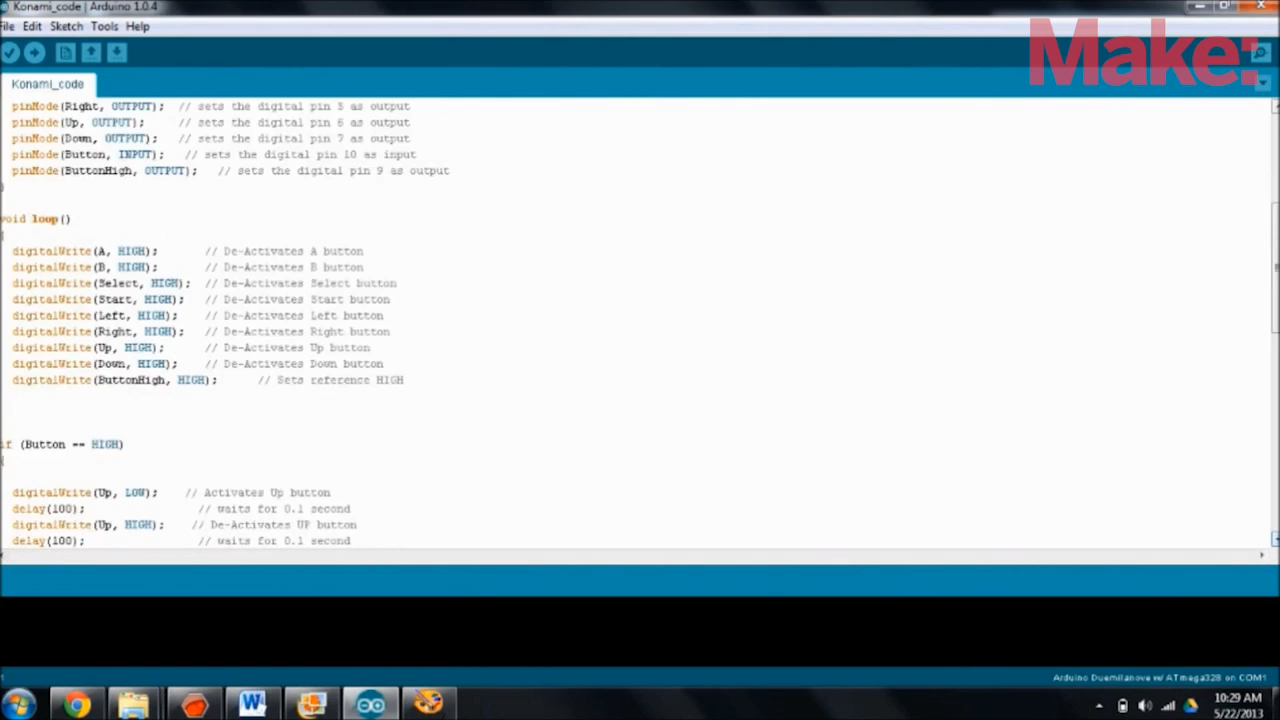 Konami_code | Arduino 1.0.4
File Edit Sketch Tools Help
Make:
Konami_code
pinMode(Right, OUTPUT); // sets the digital pin 5 as output
pinMode(Up, OUTPUT); // sets the digital pin 6 as output
pinMode(Down, OUTPUT); // sets the digital pin 7 as output
pinMode(Button, INPUT); // sets the digital pin 10 as input
pinMode(ButtonHigh, OUTPUT); // sets the digital pin 9 as output
}
void loop()
{
digitalWrite(A, HIGH); // De-Activates A button
digitalWrite(B, HIGH); // De-Activates B button
digitalWrite(Select, HIGH); // De-Activates Select button
digitalWrite(Start, HIGH); // De-Activates Start button
digitalWrite(Left, HIGH); // De-Activates Left button
digitalWrite(Right, HIGH); // De-Activates Right button
digitalWrite(Up, HIGH); // De-Activates Up button
digitalWrite(Down, HIGH); // De-Activates Down button
digitalWrite(ButtonHigh, HIGH); // Sets reference HIGH
if (Button == HIGH)
{
digitalWrite(Up, LOW); // Activates Up button
delay(100); // waits for 0.1 second
digitalWrite(Up, HIGH); // De-Activates UP button
delay(100); // waits for 0.1 second
Arduino Duemilanove w/ ATmega328 on COM1
10:29 AM
5/22/2013